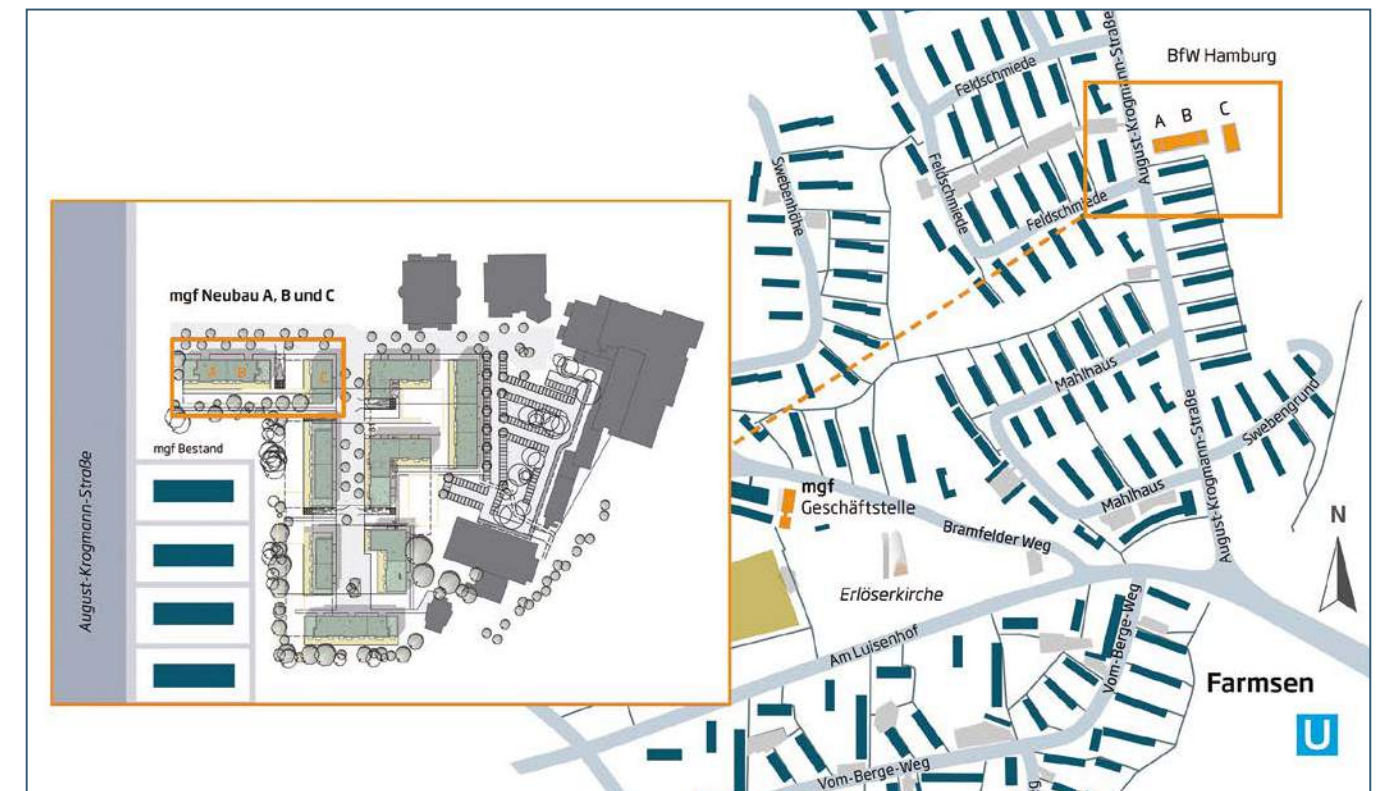 August-Krogmann-Straße
BfW Hamburg
Feldschmiede
A B C
Swebenhöhe
Feldschmiede
Feldschmiede
mgf Neubau A, B und C
A B C
mgf Bestand
August-Krogmann-Straße
Mahlhaus
Swebengrund
August-Krogmann-Straße
mgf
Geschäftstelle
Mahlhaus
Bramfelder Weg
N
Erlöserkirche
Am Luisenhof
Vom-Berge-Weg
Farmsen
U
Vom-Berge-Weg